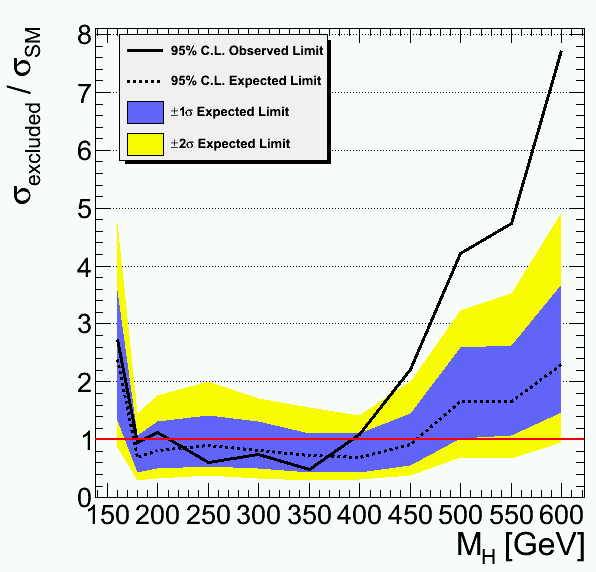 σexcluded / σSM
8
7
6
5
4
3
2
1
0
95% C.L. Observed Limit
95% C.L. Expected Limit
±1σ Expected Limit
±2σ Expected Limit
150 200 250 300 350 400 450 500 550 600
MH [GeV]